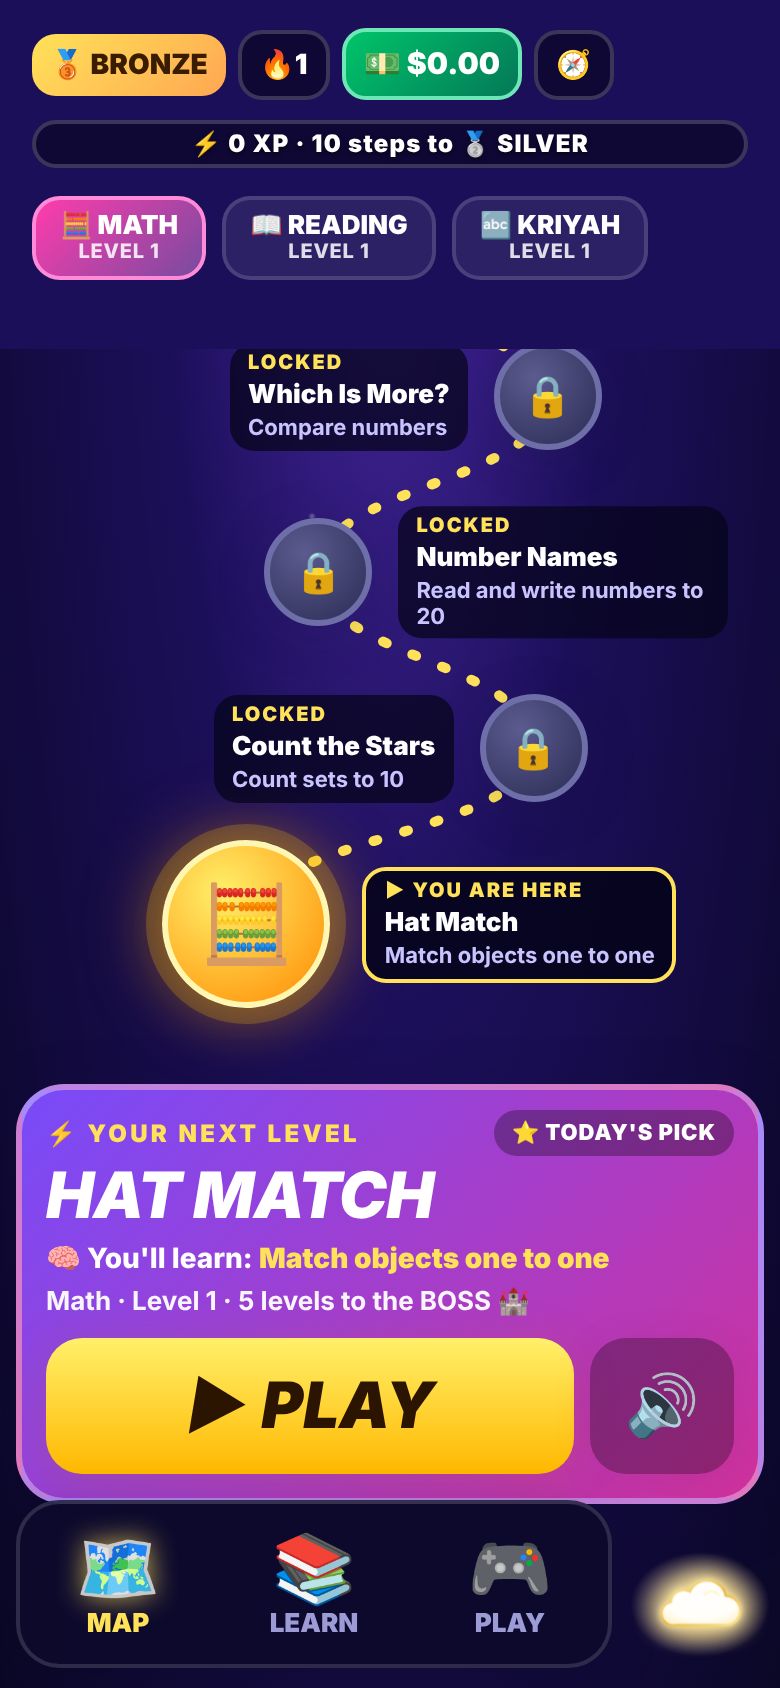 BRONZE
1
$0.00
0 XP · 10 steps to SILVER
MATH
LEVEL 1
READING
LEVEL 1
abc KRIYAH
LEVEL 1
LOCKED
Which Is More?
Compare numbers
LOCKED
Number Names
Read and write numbers to
20
LOCKED
Count the Stars
Count sets to 10
▶ YOU ARE HERE
Hat Match
Match objects one to one
YOUR NEXT LEVEL
TODAY'S PICK
HAT MATCH
You'll learn: Match objects one to one
Math · Level 1 · 5 levels to the BOSS
▶ PLAY
MAP
LEARN
PLAY